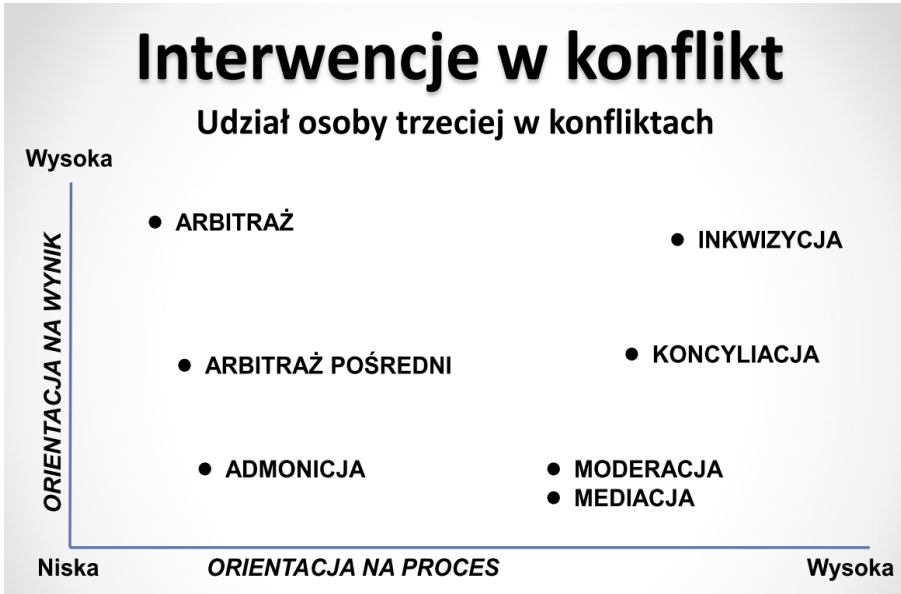 Interwencje w konflikt
Udział osoby trzeciej w konfliktach
Wysoka
ORIENTACJA NA WYNIK
● ARBITRAŻ
● INKWIZYCJA
● KONCYLIACJA
● ARBITRAŻ POŚREDNI
● ADMONICJA
● MODERACJA
● MEDIACJA
Niska
ORIENTACJA NA PROCES
Wysoka